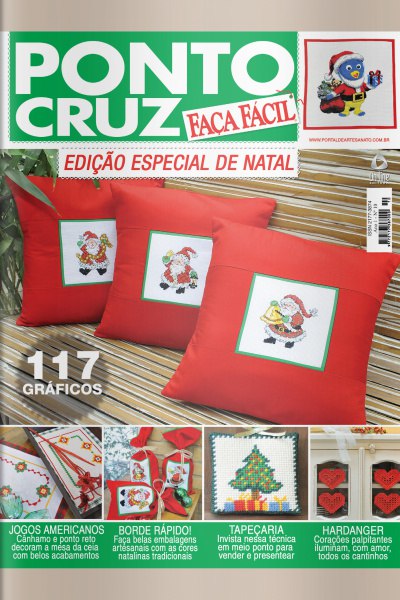 PONTO
CRUZ
FAÇA FÁCIL
WWW.PORTALDEARTESANATO.COM.BR
EDIÇÃO ESPECIAL DE NATAL
117
GRÁFICOS
JOGOS AMERICANOS
Cânhamo e ponto reto
decoram a mesa da ceia
com belos acabamentos
BORDE RÁPIDO!
Faça belas embalagens
artesanais com as cores
natalinas tradicionais
TAPEÇARIA
Invista nessa técnica
em meio ponto para
vender e presentear
HARDANGER
Corações palpitantes
iluminam, com amor,
todos os cantinhos